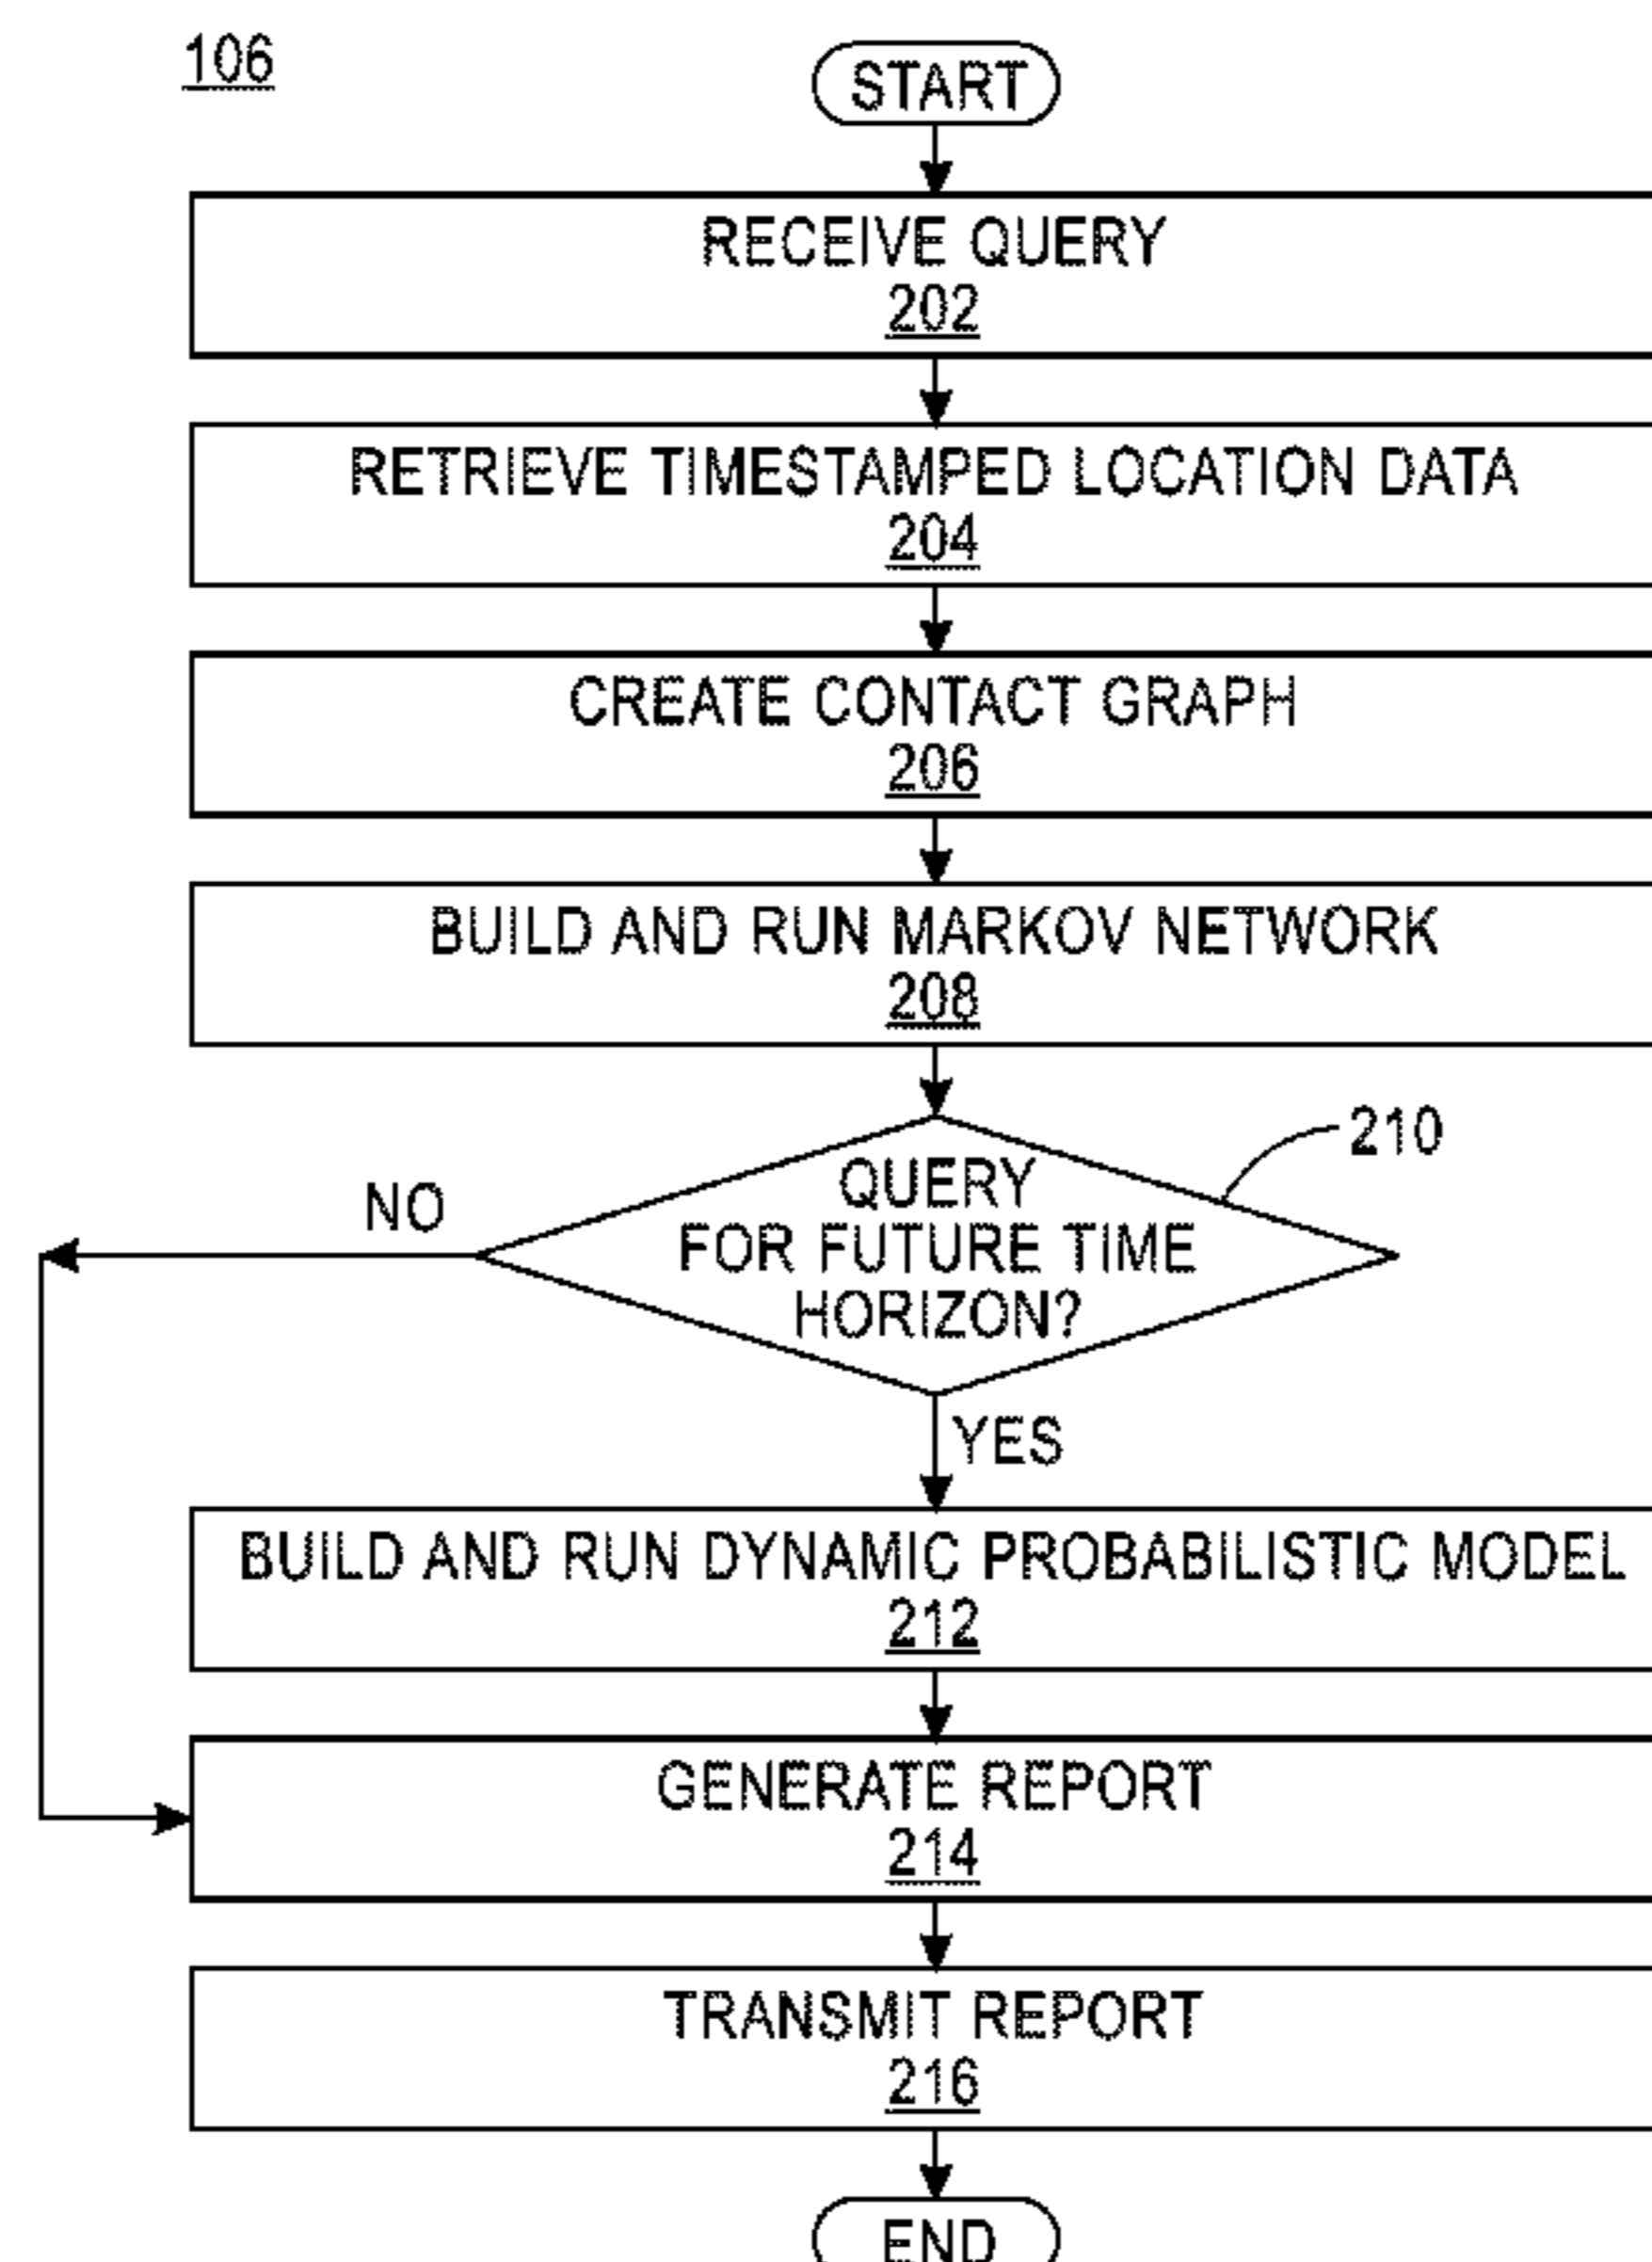 106
START
RECEIVE QUERY
202
RETRIEVE TIMESTAMPED LOCATION DATA
204
CREATE CONTACT GRAPH
206
BUILD AND RUN MARKOV NETWORK
208
210
QUERY
FOR FUTURE TIME
HORIZON?
NO
YES
BUILD AND RUN DYNAMIC PROBABILISTIC MODEL
212
GENERATE REPORT
214
TRANSMIT REPORT
216
END